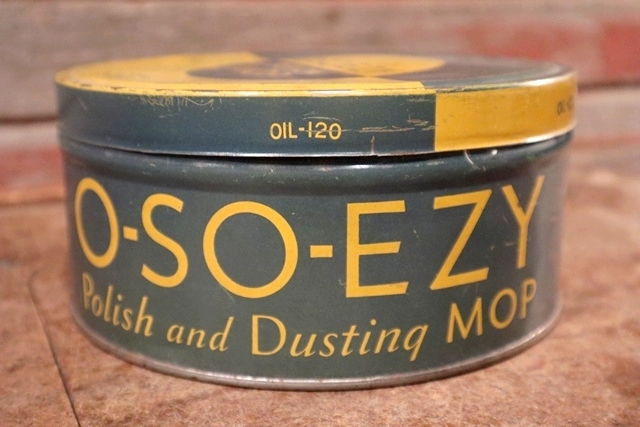 OIL-120
O-SO-EZY
Polish and Dusting MOP